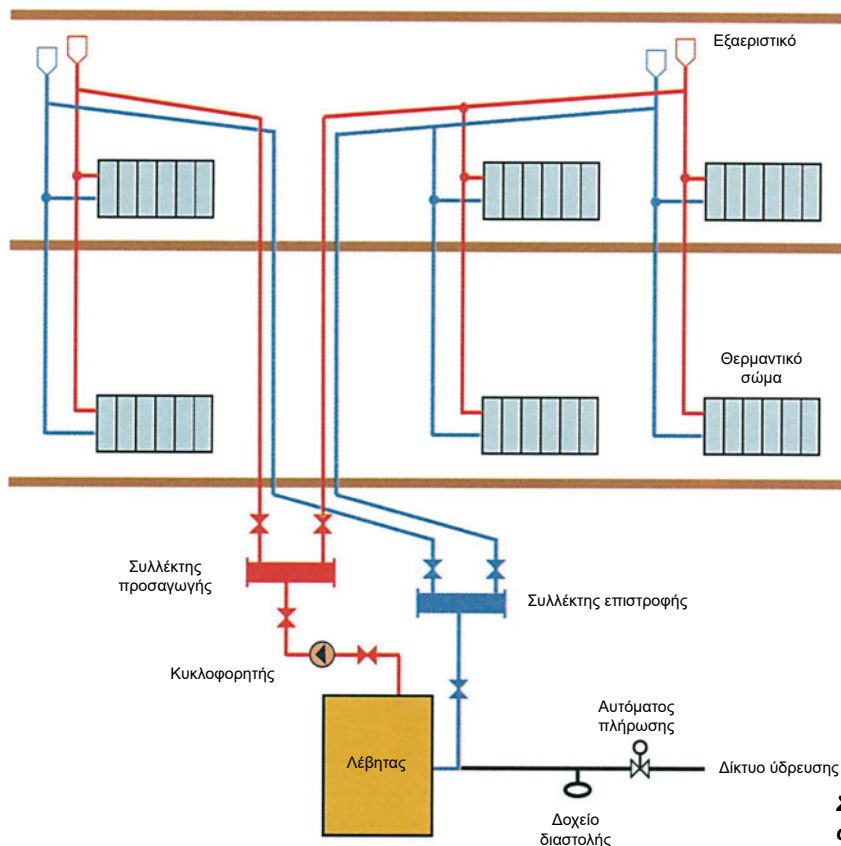 Εξαεριστικό
Θερμαντικό
σώμα
Συλλέκτης
προσαγωγής
Συλλέκτης επιστροφής
Κυκλοφορητής
Αυτόματος
πλήρωσης
Λέβητας
Δίκτυο ύδρευσης
Δοχείο
διαστολής